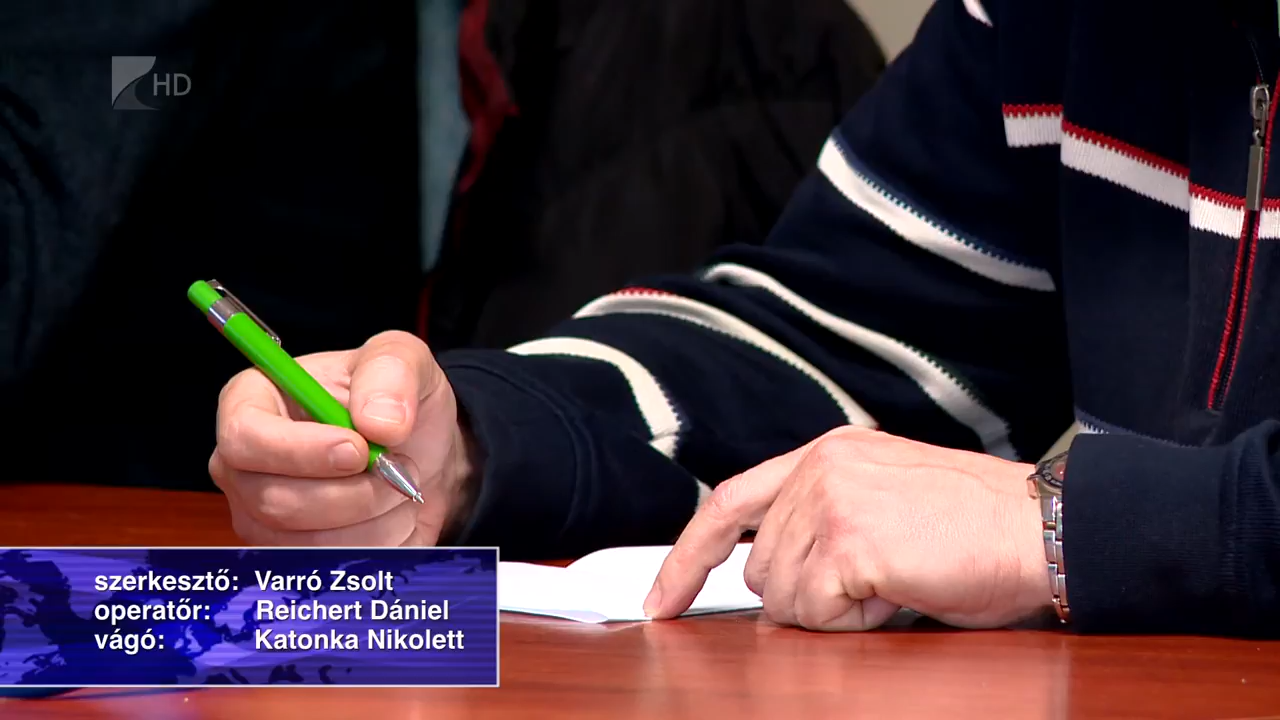 HD
szerkesztő: Varró Zsolt
operatőr: Reichert Dániel
vágó: Katonka Nikolett